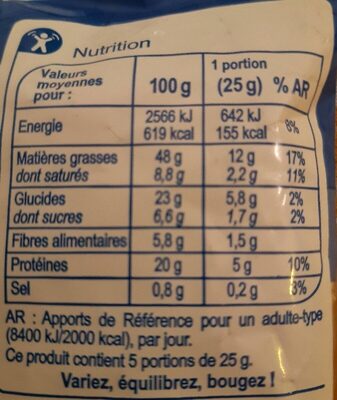 Nutrition
Valeurs moyennes pour : 100 g 1 portion (25 g) % AR
Energie 2566 kJ 642 kJ 8%
619 kcal 155 kcal
Matières grasses 48 g 12 g 17%
dont saturés 8,8 g 2,2 g 11%
Glucides 23 g 5,8 g 2%
dont sucres 6,6 g 1,7 g 2%
Fibres alimentaires 5,8 g 1,5 g
Protéines 20 g 5 g 10%
Sel 0,8 g 0,2 g 3%
AR : Apports de Référence pour un adulte-type
(8400 kJ/2000 kcal), par jour.
Ce produit contient 5 portions de 25 g.
Variez, équilibrez, bougez !